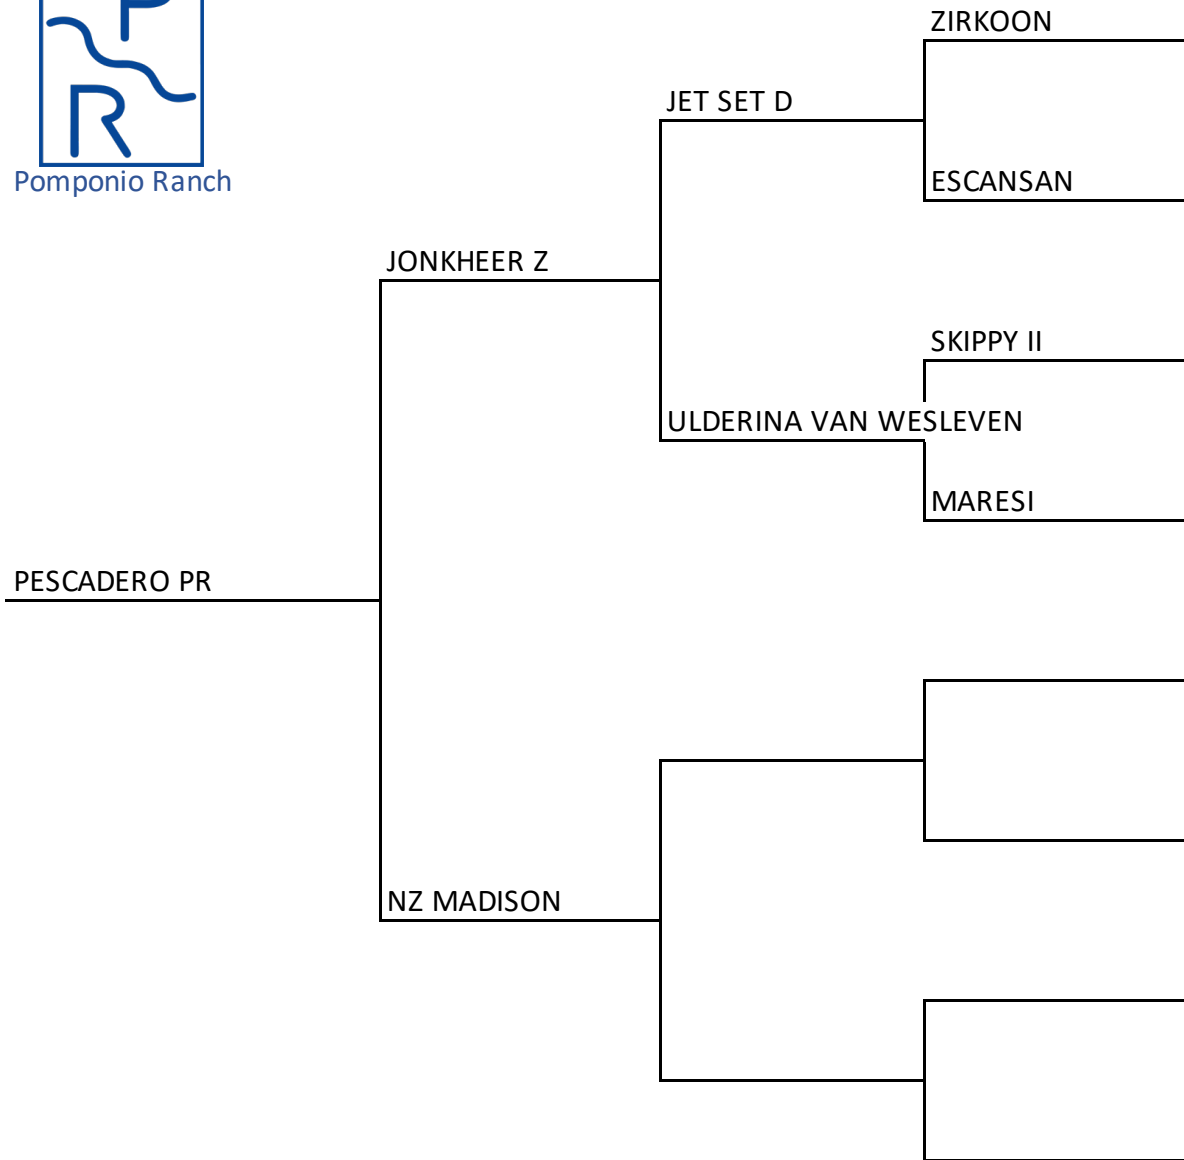 P
R
Pomponio Ranch
ZIRKOON
JET SET D
ESCANSAN
JONKHEER Z
SKIPPY II
ULDERINA VAN WESLEVEN
MARESI
PESCADERO PR
NZ MADISON